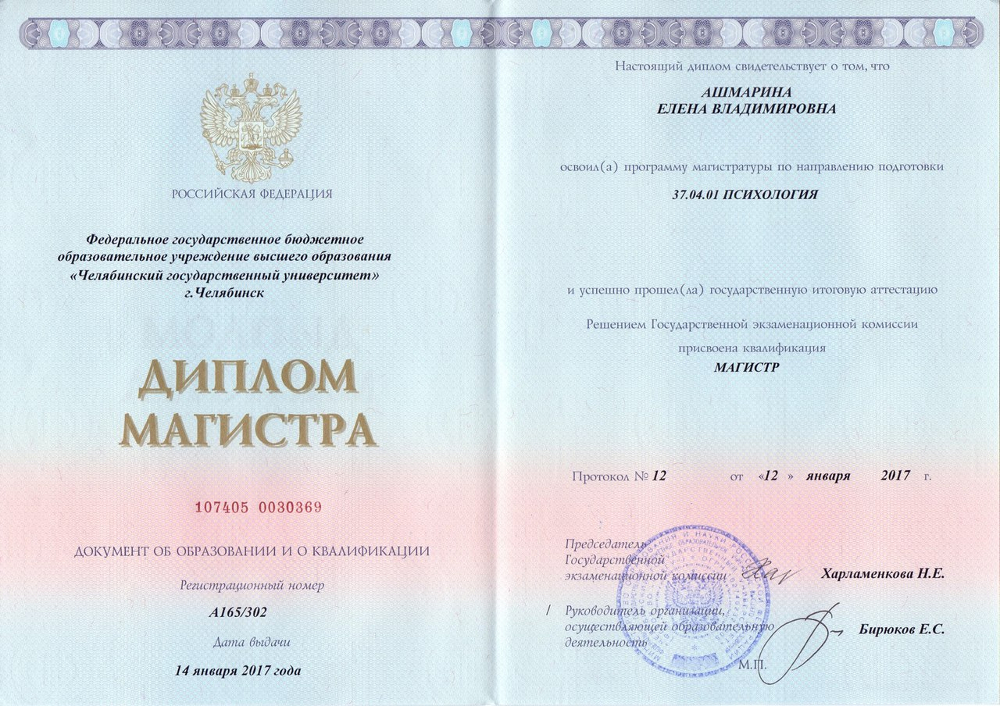 РОССИЙСКАЯ ФЕДЕРАЦИЯ
Федеральное государственное бюджетное
образовательное учреждение высшего образования
«Челябинский государственный университет»
г.Челябинск
ДИПЛОМ
МАГИСТРА
107405 0030369
ДОКУМЕНТ ОБ ОБРАЗОВАНИИ И О КВАЛИФИКАЦИИ
Регистрационный номер
А165/302
Дата выдачи
14 января 2017 года
Настоящий диплом свидетельствует о том, что
АШМАРИНА
ЕЛЕНА ВЛАДИМИРОВНА
освоил(а) программу магистратуры по направлению подготовки
37.04.01 ПСИХОЛОГИЯ
и успешно прошел(ла) государственную итоговую аттестацию
Решением Государственной экзаменационной комиссии
присвоена квалификация
МАГИСТР
Протокол № 12 от «12 » января 2017 г.
Председатель
Государственной
экзаменационной комиссии Харламенкова Н.Е.
/ Руководитель организации,
осуществляющей образовательную Бирюков Е.С.
деятельность
М.П.